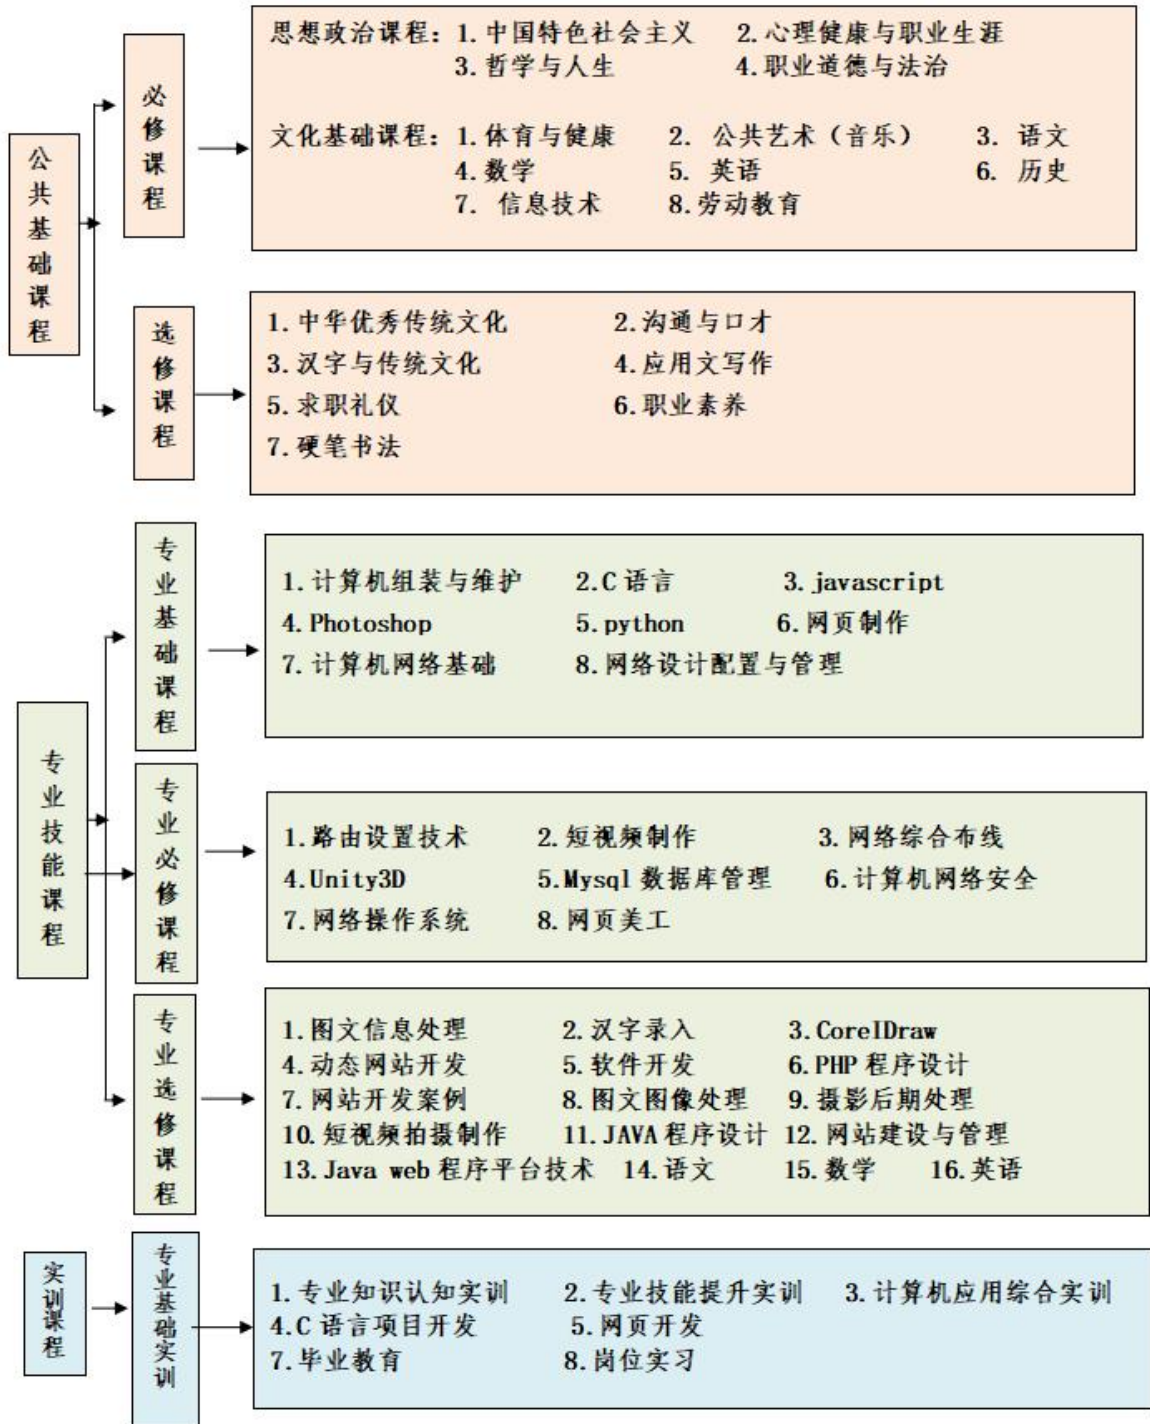 公共基础课程
必修课程
思想政治课程：1.中国特色社会主义 2.心理健康与职业生涯
3.哲学与人生 4.职业道德与法治
文化基础课程：1.体育与健康 2. 公共艺术（音乐） 3. 语文
4.数学 5. 英语 6. 历史
7. 信息技术 8.劳动教育
选修课程
1.中华优秀传统文化 2.沟通与口才
3.汉字与传统文化 4.应用文写作
5.求职礼仪 6.职业素养
7.硬笔书法
专业技能课程
专业基础课程
1.计算机组装与维护 2.C 语言 3.javascript
4.Photoshop 5.python 6.网页制作
7.计算机网络基础 8.网络设计配置与管理
专业必修课程
1.路由设置技术 2.短视频制作 3.网络综合布线
4.Unity3D 5.Mysql 数据库管理 6.计算机网络安全
7.网络操作系统 8.网页美工
专业选修课程
1.图文信息处理 2.汉字录入 3.CorelDraw
4.动态网站开发 5.软件开发 6.PHP 程序设计
7.网站开发案例 8.图文图像处理 9.摄影后期处理
10.短视频拍摄制作 11.JAVA 程序设计 12.网站建设与管理
13.Java web 程序平台技术 14.语文 15.数学 16.英语
实训课程
专业基础实训
1.专业知识认知实训 2.专业技能提升实训 3.计算机应用综合实训
4.C 语言项目开发 5.网页开发
7.毕业教育 8.岗位实习